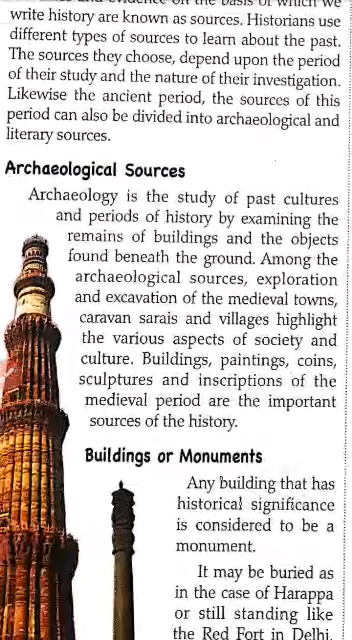 write history are known as sources. Historians use
different types of sources to learn about the past.
The sources they choose, depend upon the period
of their study and the nature of their investigation.
Likewise the ancient period, the sources of this
period can also be divided into archaeological and
literary sources.
Archaeological Sources
Archaeology is the study of past cultures
and periods of history by examining the
remains of buildings and the objects
found beneath the ground. Among the
archaeological sources, exploration
and excavation of the medieval towns,
caravan sarais and villages highlight
the various aspects of society and
culture. Buildings, paintings, coins,
sculptures and inscriptions of the
medieval period are the important
sources of the history.
Buildings or Monuments
Any building that has
historical significance
is considered to be a
monument.
It may be buried as
in the case of Harappa
or still standing like
the Red Fort in Delhi.